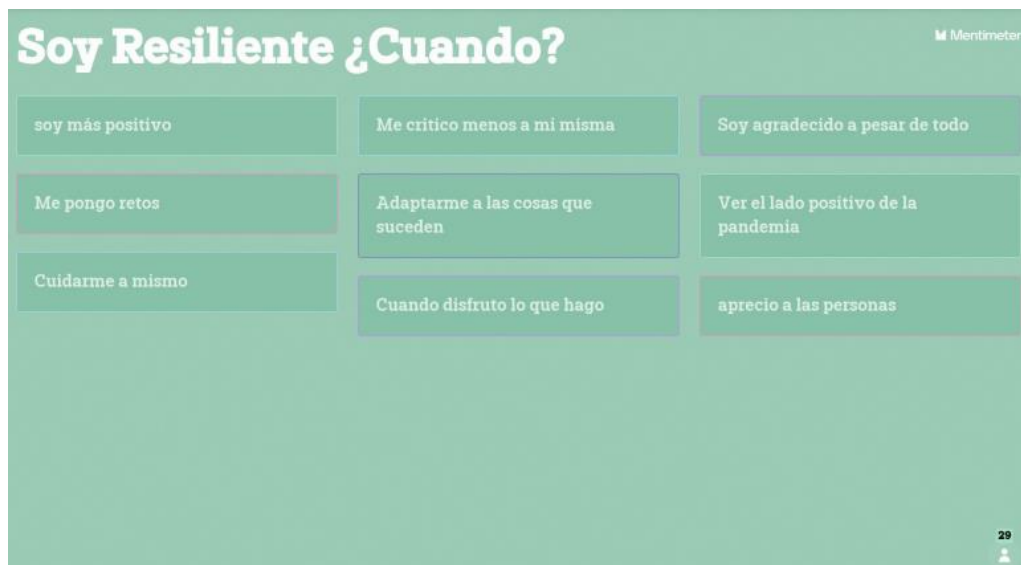 Soy Resiliente ¿Cuando?
Mentimeter
soy más positivo
Me critico menos a mi misma
Soy agradecido a pesar de todo
Me pongo retos
Adaptarme a las cosas que
suceden
Ver el lado positivo de la
pandemia
Cuidarme a mismo
Cuando disfruto lo que hago
aprecio a las personas
29